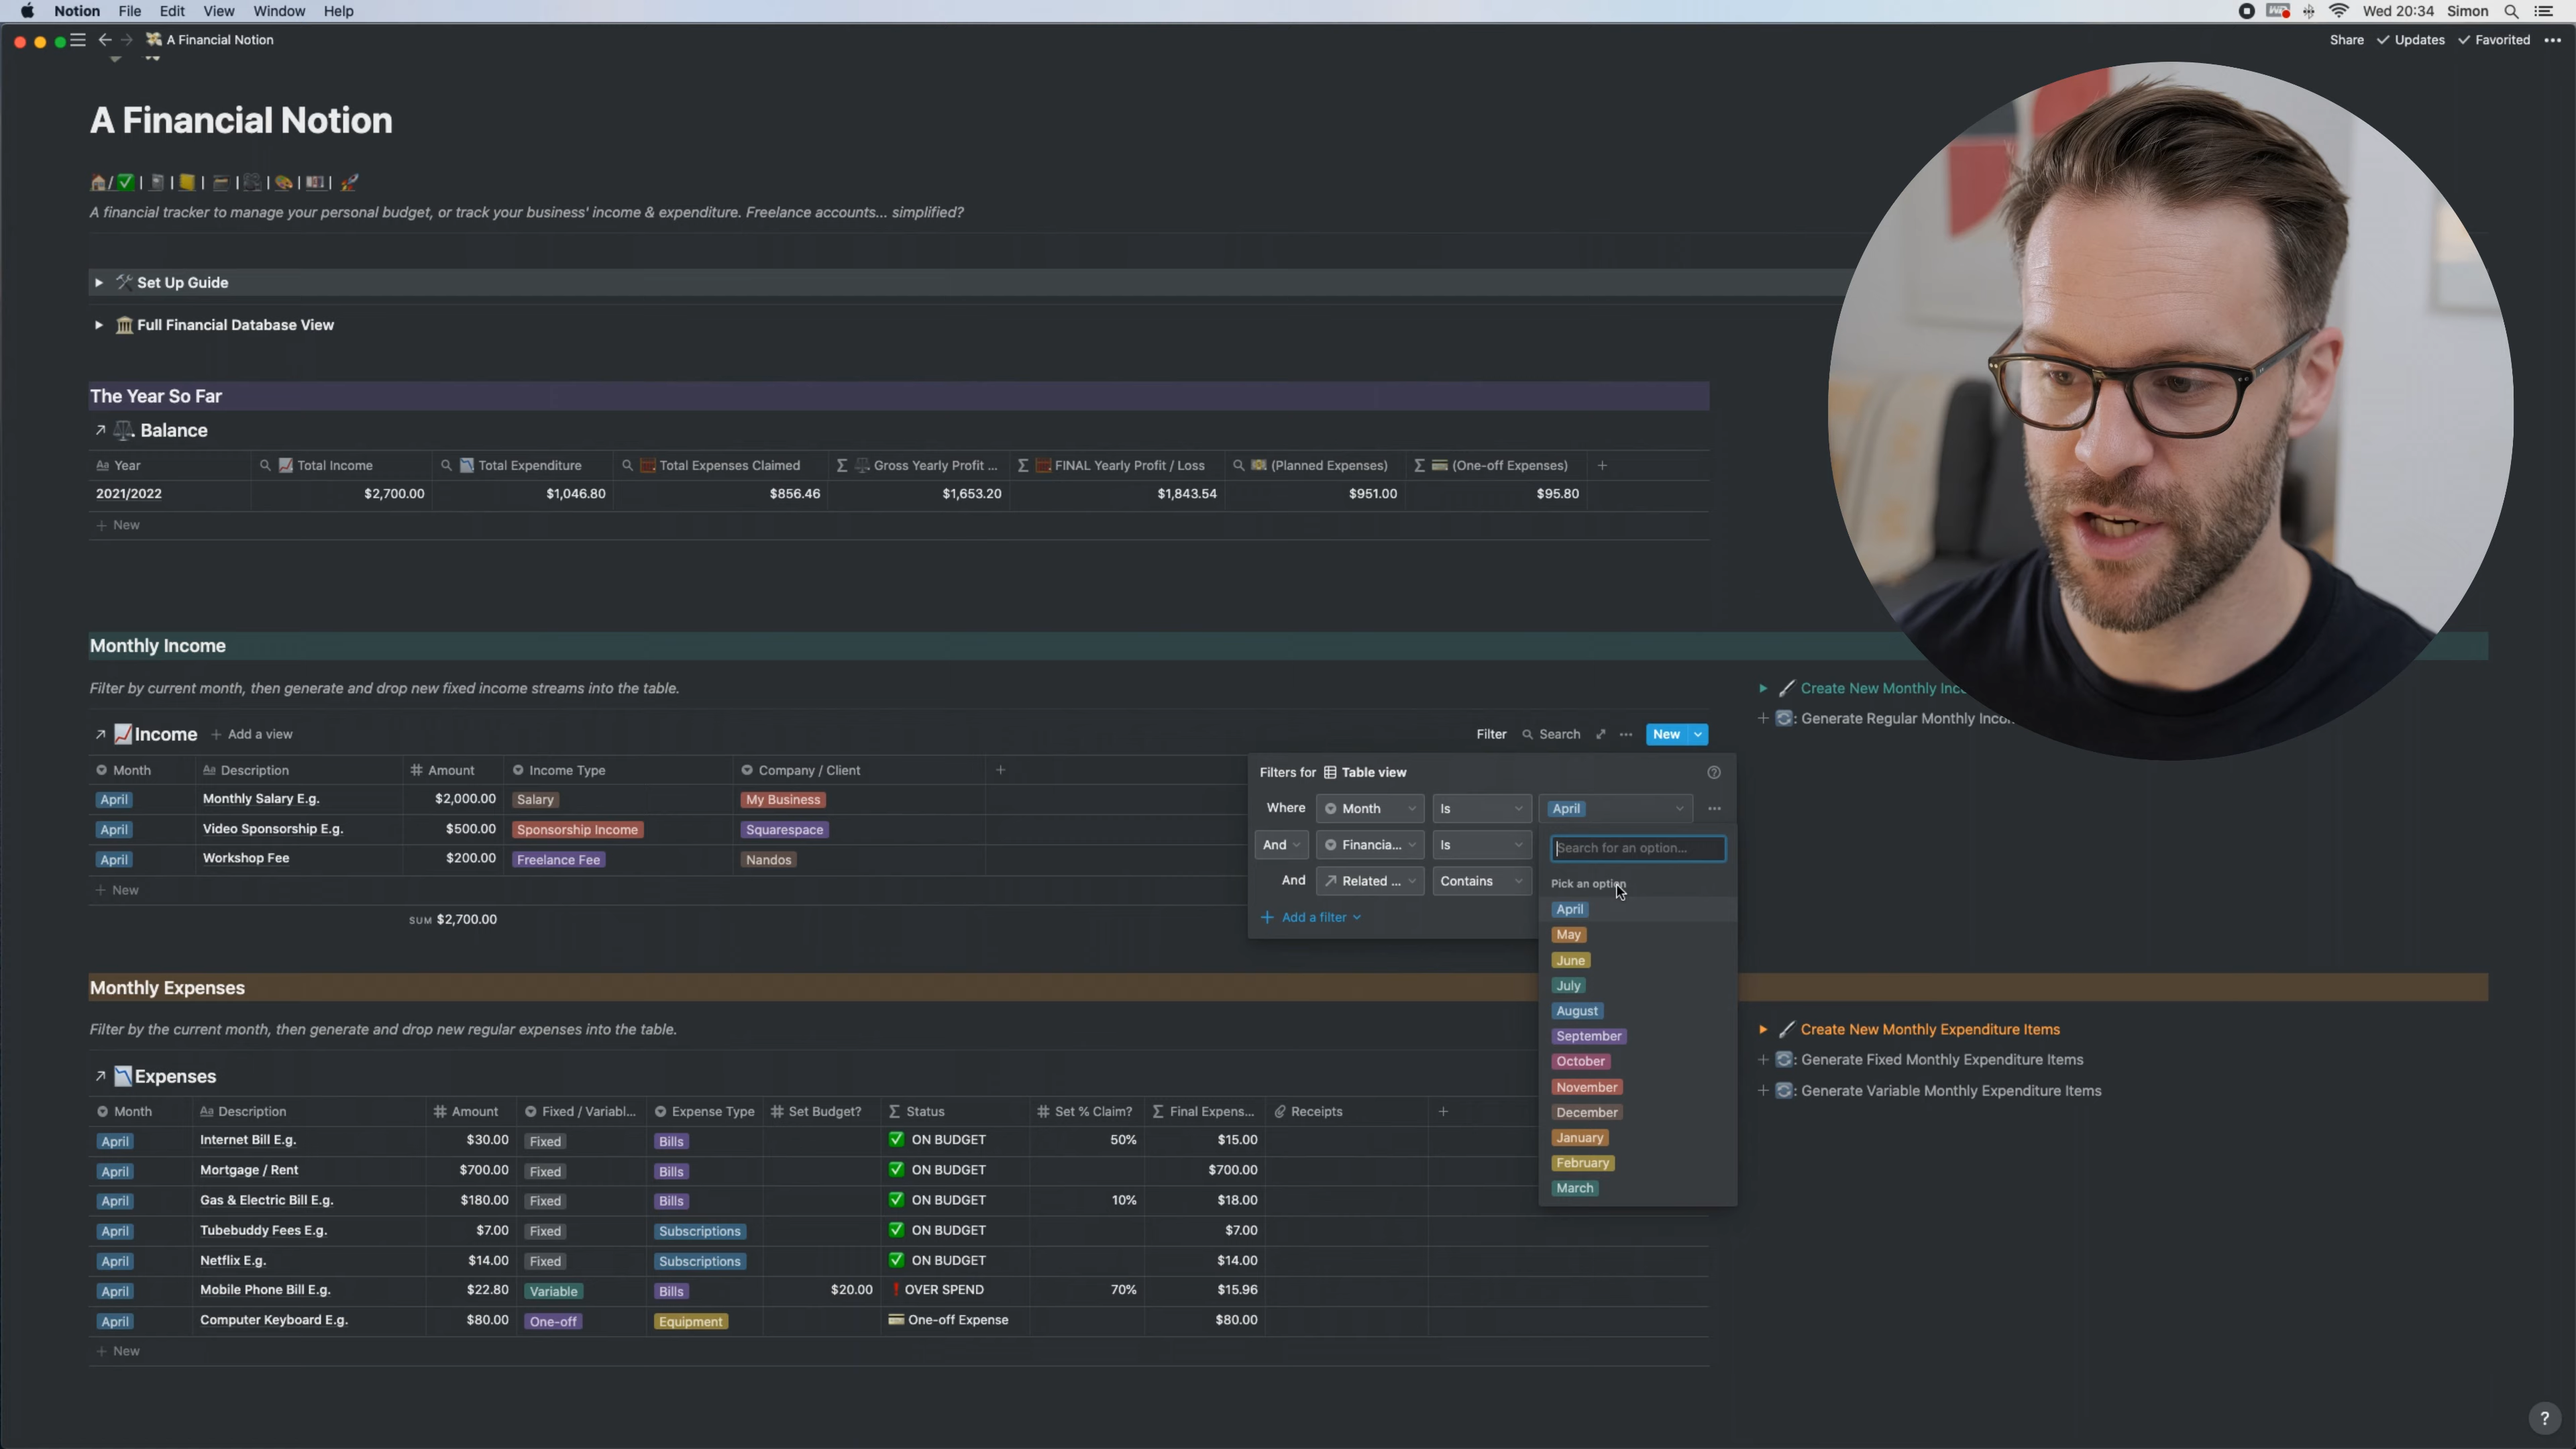 Notion File Edit View Window Help
Wed 20:34 Simon
A Financial Notion
Share Updates Favorited
A Financial Notion
A financial tracker to manage your personal budget, or track your business' income & expenditure. Freelance accounts... simplified?
Set Up Guide
Full Financial Database View
The Year So Far
Balance
Aa Year Total Income Total Expenditure Total Expenses Claimed Σ Gross Yearly Profit ... Σ FINAL Yearly Profit / Loss (Planned Expenses) Σ (One-off Expenses) +
2021/2022 $2,700.00 $1,046.80 $856.46 $1,653.20 $1,843.54 $951.00 $95.80
+ New
Monthly Income
Filter by current month, then generate and drop new fixed income streams into the table.
Create New Monthly Inc
+ : Generate Regular Monthly Incom
Income + Add a view
Filter Search New
Month Aa Description # Amount Income Type Company / Client +
April Monthly Salary E.g. $2,000.00 Salary My Business
April Video Sponsorship E.g. $500.00 Sponsorship Income Squarespace
April Workshop Fee $200.00 Freelance Fee Nandos
+ New
SUM $2,700.00
Filters for Table view
Where Month Is April
And Financia... Is
And Related ... Contains
+ Add a filter
Search for an option...
Pick an option
April
May
June
July
August
September
October
November
December
January
February
March
Monthly Expenses
Filter by the current month, then generate and drop new regular expenses into the table.
Create New Monthly Expenditure Items
+ : Generate Fixed Monthly Expenditure Items
+ : Generate Variable Monthly Expenditure Items
Expenses
Month Aa Description # Amount Fixed / Variabl... Expense Type # Set Budget? Σ Status # Set % Claim? Σ Final Expens... Receipts +
April Internet Bill E.g. $30.00 Fixed Bills ON BUDGET 50% $15.00
April Mortgage / Rent $700.00 Fixed Bills ON BUDGET $700.00
April Gas & Electric Bill E.g. $180.00 Fixed Bills ON BUDGET 10% $18.00
April Tubebuddy Fees E.g. $7.00 Fixed Subscriptions ON BUDGET $7.00
April Netflix E.g. $14.00 Fixed Subscriptions ON BUDGET $14.00
April Mobile Phone Bill E.g. $22.80 Variable Bills $20.00 OVER SPEND 70% $15.96
April Computer Keyboard E.g. $80.00 One-off Equipment One-off Expense $80.00
+ New
?